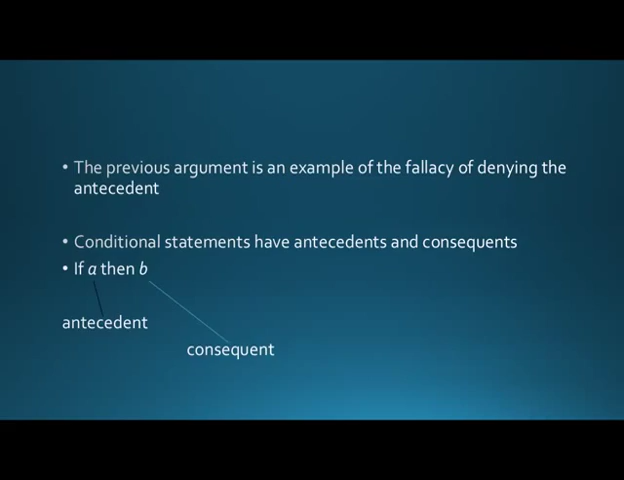 • The previous argument is an example of the fallacy of denying the
antecedent
• Conditional statements have antecedents and consequents
• If a then b
antecedent
consequent